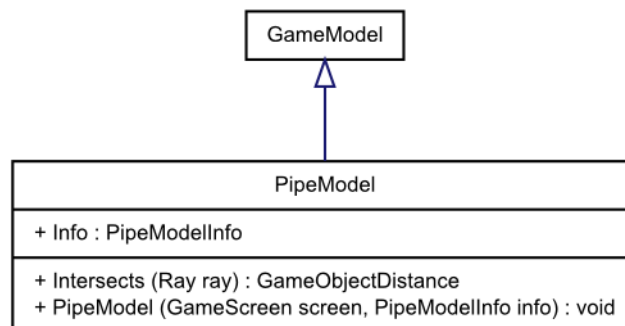 GameModel
PipeModel
+ Info : PipeModelInfo
+ Intersects (Ray ray) : GameObjectDistance
+ PipeModel (GameScreen screen, PipeModelInfo info) : void